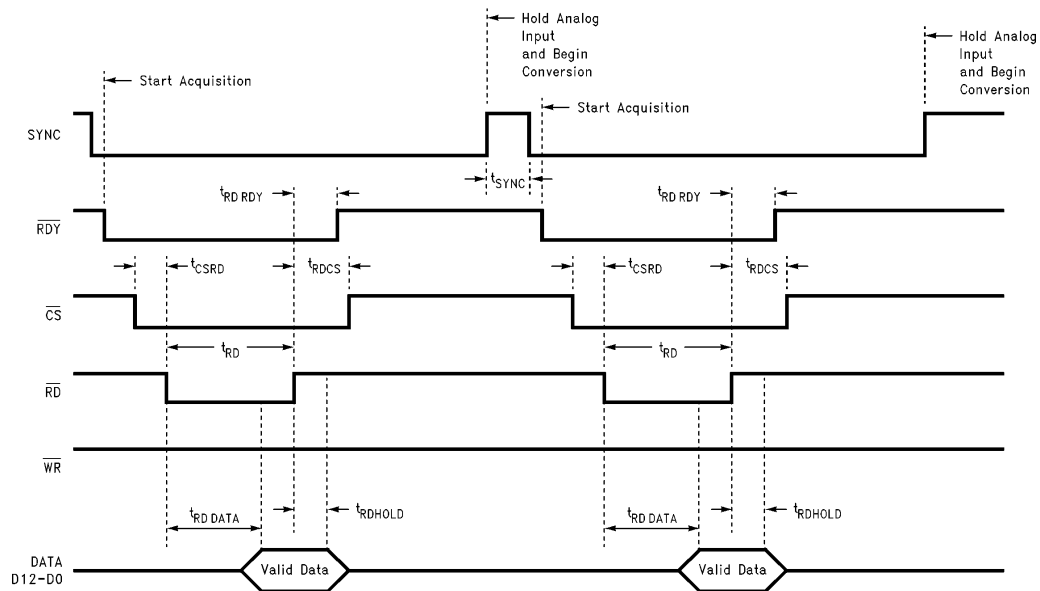 Hold Analog
Input
and Begin
Conversion
Hold Analog
Input
and Begin
Conversion
Start Acquisition
Start Acquisition
SYNC
tSYNC
tRD RDY
tRD RDY
RDY
tCSRD
tRDCS
tCSRD
tRDCS
CS
tRD
tRD
RD
WR
tRD DATA
tRDHOLD
tRD DATA
tRDHOLD
DATA
D12-D0
Valid Data
Valid Data